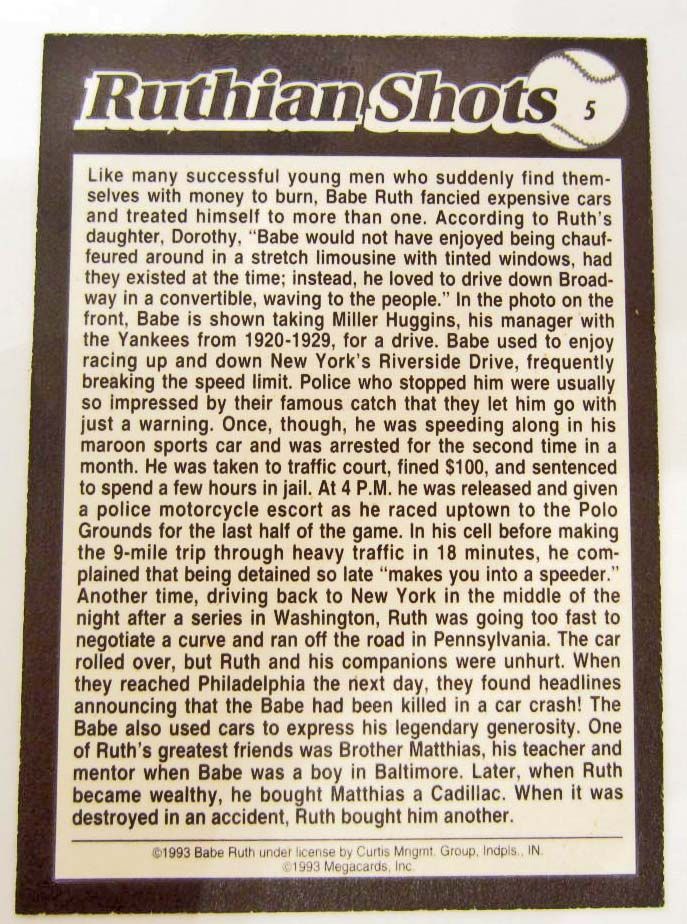 Ruthian Shots 5
Like many successful young men who suddenly find them-
selves with money to burn, Babe Ruth fancied expensive cars
and treated himself to more than one. According to Ruth's
daughter, Dorothy, "Babe would not have enjoyed being chauf-
feured around in a stretch limousine with tinted windows, had
they existed at the time; instead, he loved to drive down Broad-
way in a convertible, waving to the people." In the photo on the
front, Babe is shown taking Miller Huggins, his manager with
the Yankees from 1920-1929, for a drive. Babe used to enjoy
racing up and down New York's Riverside Drive, frequently
breaking the speed limit. Police who stopped him were usually
so impressed by their famous catch that they let him go with
just a warning. Once, though, he was speeding along in his
maroon sports car and was arrested for the second time in a
month. He was taken to traffic court, fined $100, and sentenced
to spend a few hours in jail. At 4 P.M. he was released and given
a police motorcycle escort as he raced uptown to the Polo
Grounds for the last half of the game. In his cell before making
the 9-mile trip through heavy traffic in 18 minutes, he com-
plained that being detained so late "makes you into a speeder."
Another time, driving back to New York in the middle of the
night after a series in Washington, Ruth was going too fast to
negotiate a curve and ran off the road in Pennsylvania. The car
rolled over, but Ruth and his companions were unhurt. When
they reached Philadelphia the next day, they found headlines
announcing that the Babe had been killed in a car crash! The
Babe also used cars to express his legendary generosity. One
of Ruth's greatest friends was Brother Matthias, his teacher and
mentor when Babe was a boy in Baltimore. Later, when Ruth
became wealthy, he bought Matthias a Cadillac. When it was
destroyed in an accident, Ruth bought him another.
©1993 Babe Ruth under license by Curtis Mngmt. Group, Indpls., IN.
©1993 Megacards, Inc.